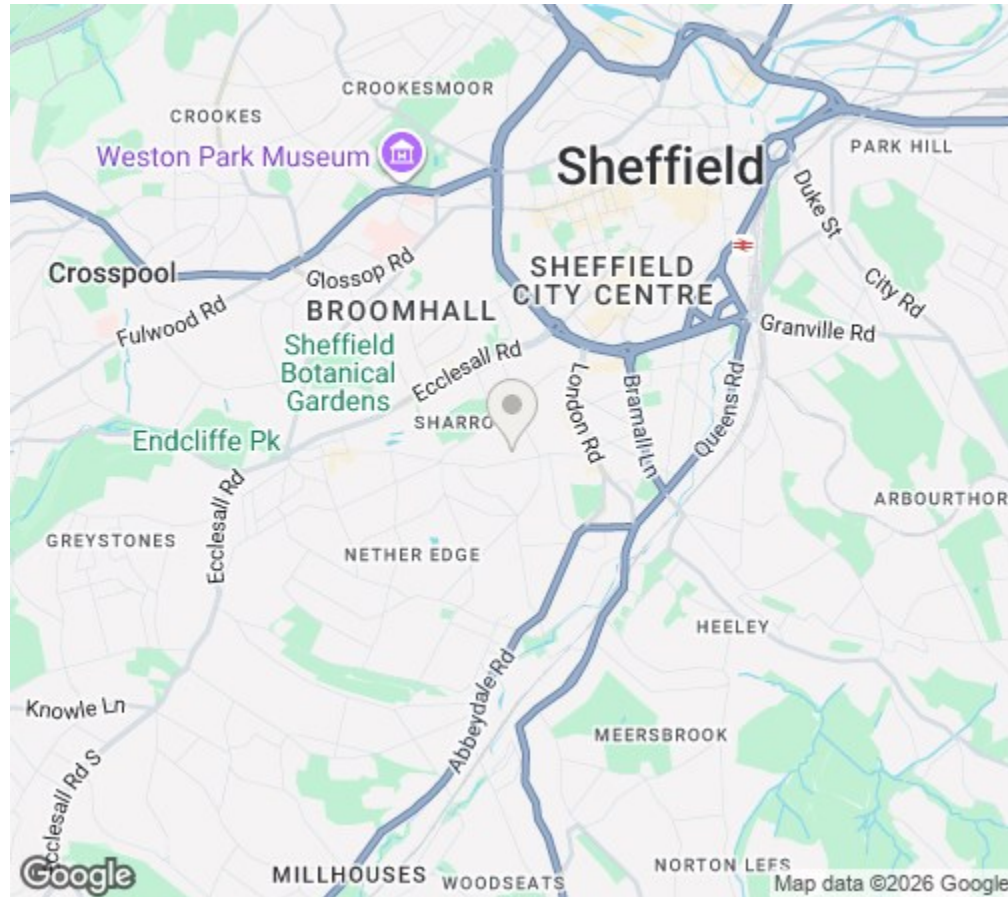 CROOKESMOOR
CROOKES
Weston Park Museum
Sheffield
PARK HILL
Duke St
Crosspool
Glossop Rd
SHEFFIELD
CITY CENTRE
City Rd
BROOMHALL
Fulwood Rd
Granville Rd
Sheffield
Botanical
Gardens
Ecclesall Rd
London Rd
Bramall Ln
Queens Rd
SHARRO
Endcliffe Pk
ARBOURTHOR
Ecclesall Rd
GREYSTONES
NETHER EDGE
HEELEY
Abbeydale Rd
Knowle Ln
MEERSBROOK
Ecclesall Rd S
MILLHOUSES
WOODSEATS
NORTON LEES
Google
Map data ©2026 Google